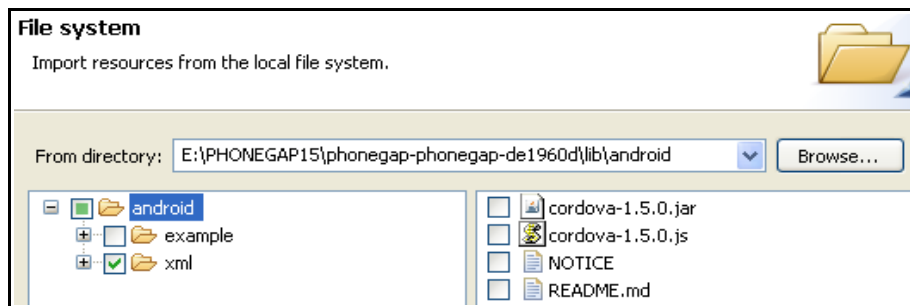 File system
Import resources from the local file system.
From directory: E:\PHONEGAP15\phonegap-phonegap-de1960d\lib\android Browse...
android
example
xml
cordova-1.5.0.jar
cordova-1.5.0.js
NOTICE
README.md